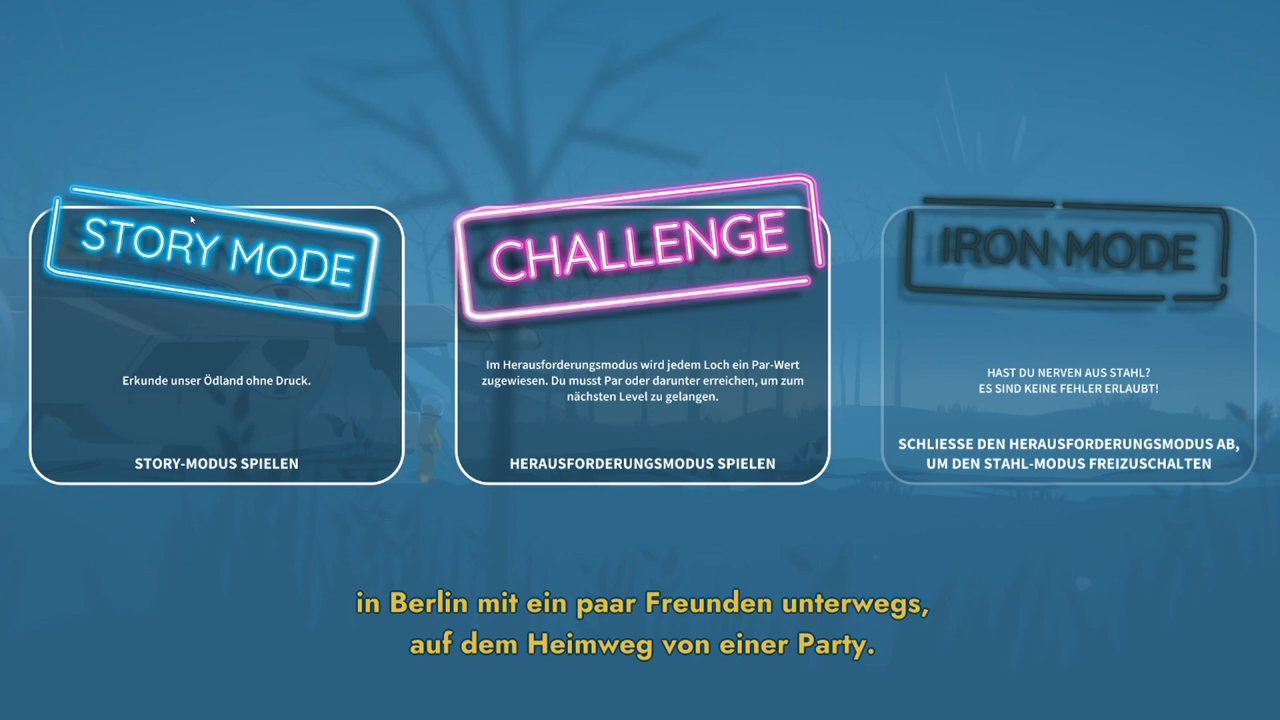 STORY MODE
Erkunde unser Ödland ohne Druck.
STORY-MODUS SPIELEN
CHALLENGE
Im Herausforderungsmodus wird jedem Loch ein Par-Wert
zugewiesen. Du musst Par oder darunter erreichen, um zum
nächsten Level zu gelangen.
HERAUSFORDERUNGSMODUS SPIELEN
IRON MODE
HAST DU NERVEN AUS STAHL?
ES SIND KEINE FEHLER ERLAUBT!
SCHLIESSE DEN HERAUSFORDERUNGSMODUS AB,
UM DEN STAHL-MODUS FREIZUSCHALTEN
in Berlin mit ein paar Freunden unterwegs,
auf dem Heimweg von einer Party.